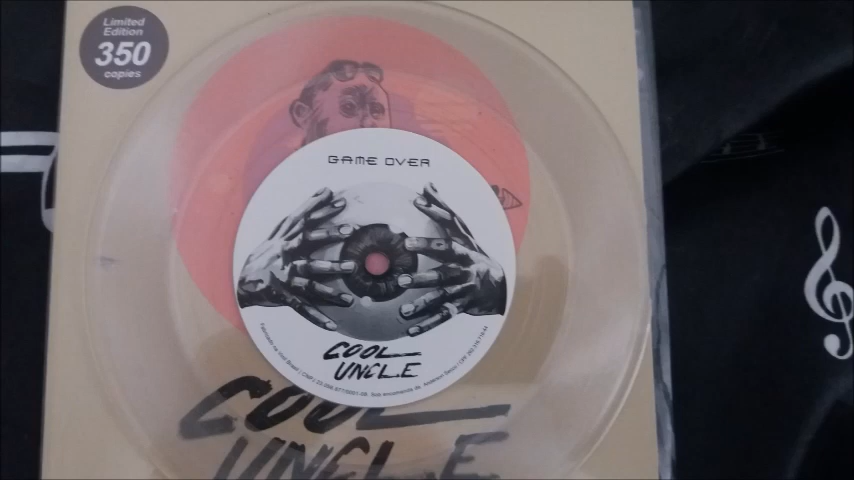 Limited
Edition
350
copies
GAME OVER
COOL
UNCLE
COOL
UNCLE